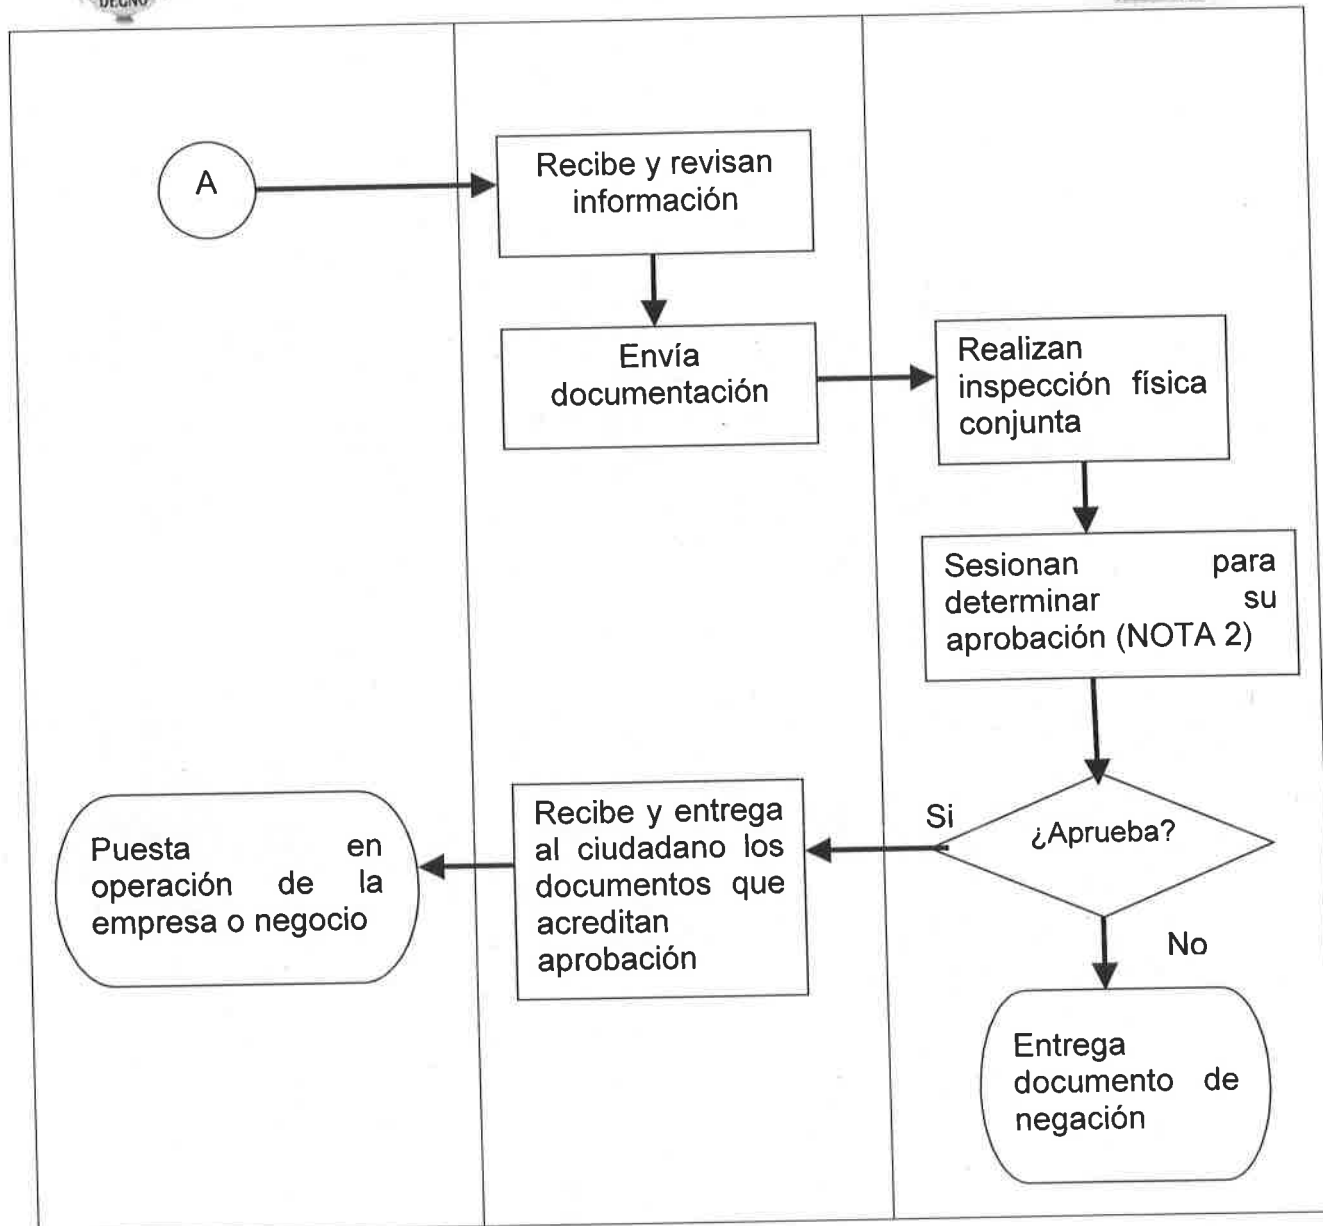 DEGNO
A
Recibe y revisan
información
Envía
documentación
Realizan
inspección física
conjunta
Sesionan para
determinar su
aprobación (NOTA 2)
¿Aprueba?
Si
No
Recibe y entrega
al ciudadano los
documentos que
acreditan
aprobación
Puesta en
operación de la
empresa o negocio
Entrega
documento de
negación